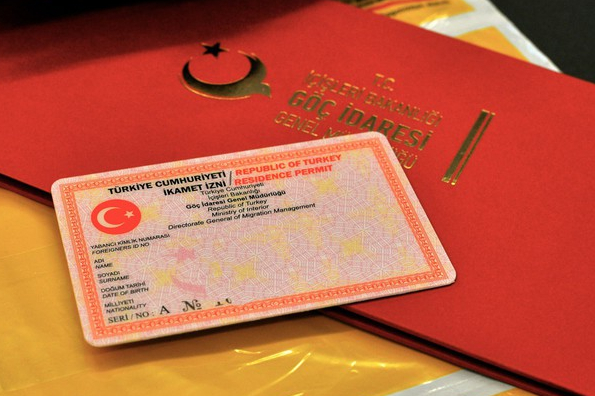 T.C.
İÇİŞLERİ BAKANLIĞI
GÖÇ İDARESİ
GENEL MÜDÜRLÜĞÜ
TÜRKİYE CUMHURİYETİ / REPUBLIC OF TURKEY
İKAMET İZNİ / RESIDENCE PERMIT
Türkiye Cumhuriyeti
İçişleri Bakanlığı
Göç İdaresi Genel Müdürlüğü
Republic of Turkey
Ministry of Interior
Directorate General of Migration Management
YABANCI KİMLİK NUMARASI
FOREIGNERS ID NO
ADI
NAME
SOYADI
SURNAME
DOĞUM TARİHİ
DATE OF BIRTH
MİLLİYETİ
NATIONALITY
SERİ / NO : A №